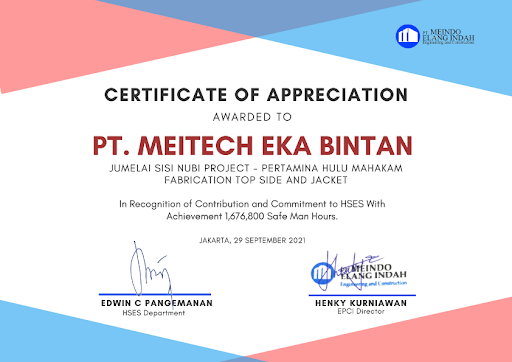 PT. MEINDO
ELANG INDAH
Engineering and Construction
CERTIFICATE OF APPRECIATION
AWARDED TO
PT. MEITECH EKA BINTAN
JUMELAI SISI NUBI PROJECT - PERTAMINA HULU MAHAKAM
FABRICATION TOP SIDE AND JACKET
In Recognition of Contribution and Commitment to HSES With
Achievement 1,676,800 Safe Man Hours.
JAKARTA, 29 SEPTEMBER 2021
MEINDO
ELANG INDAH
Engineering and Construction
EDWIN C PANGEMANAN
HSES Department
HENKY KURNIAWAN
EPCI Director